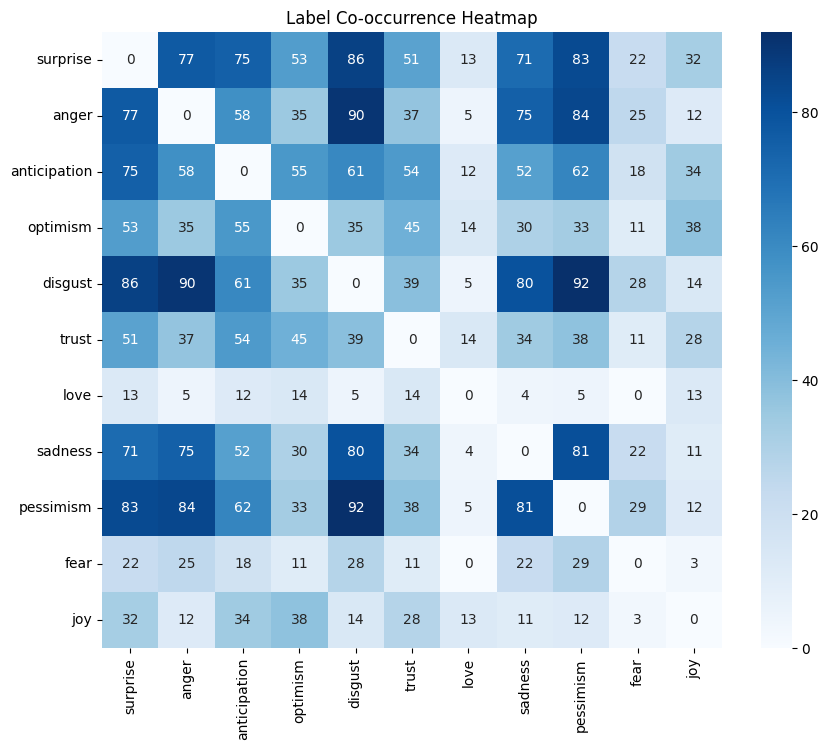 Label Co-occurrence Heatmap
surprise 0 77 75 53 86 51 13 71 83 22 32
anger 77 0 58 35 90 37 5 75 84 25 12
anticipation 75 58 0 55 61 54 12 52 62 18 34
optimism 53 35 55 0 35 45 14 30 33 11 38
disgust 86 90 61 35 0 39 5 80 92 28 14
trust 51 37 54 45 39 0 14 34 38 11 28
love 13 5 12 14 5 14 0 4 5 0 13
sadness 71 75 52 30 80 34 4 0 81 22 11
pessimism 83 84 62 33 92 38 5 81 0 29 12
fear 22 25 18 11 28 11 0 22 29 0 3
joy 32 12 34 38 14 28 13 11 12 3 0
surprise anger anticipation optimism disgust trust love sadness pessimism fear joy
80
60
40
20
0